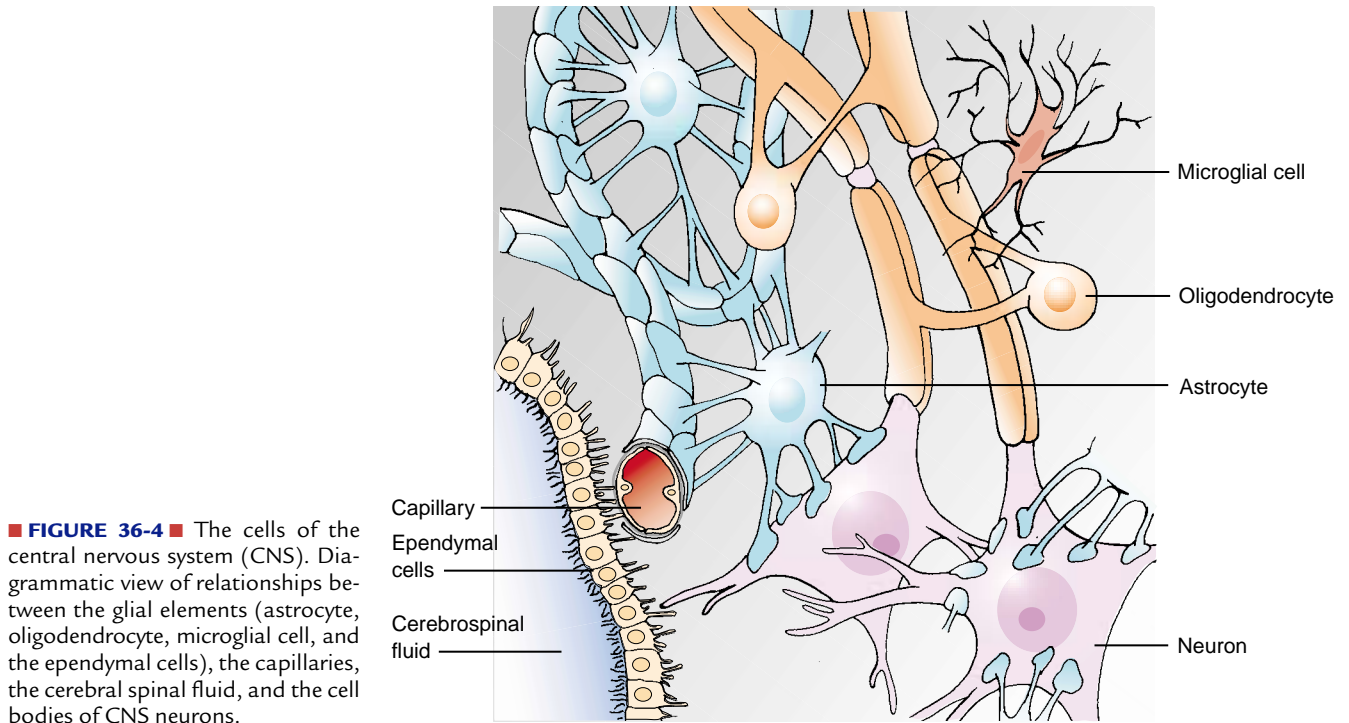 ■ FIGURE 36-4 ■ The cells of the
central nervous system (CNS). Dia-
grammatic view of relationships be-
tween the glial elements (astrocyte,
oligodendrocyte, microglial cell, and
the ependymal cells), the capillaries,
the cerebral spinal fluid, and the cell
bodies of CNS neurons.
Capillary
Ependymal
cells
Cerebrospinal
fluid
Microglial cell
Oligodendrocyte
Astrocyte
Neuron